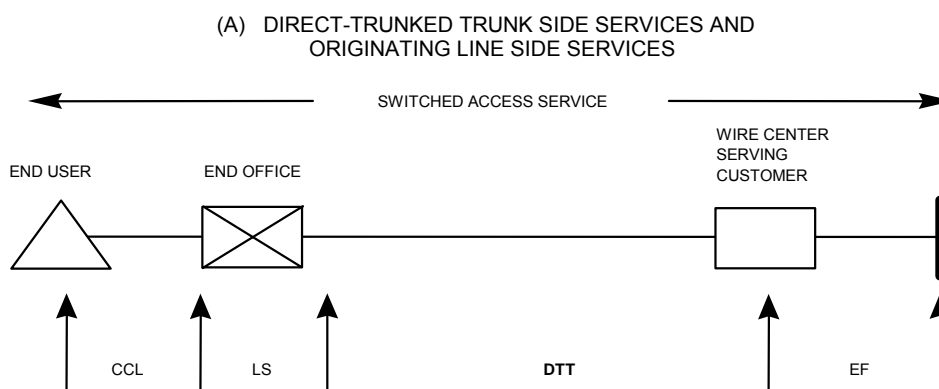 (A) DIRECT-TRUNKED TRUNK SIDE SERVICES AND
ORIGINATING LINE SIDE SERVICES
SWITCHED ACCESS SERVICE
WIRE CENTER
SERVING
CUSTOMER
END USER
END OFFICE
CCL
LS
DTT
EF